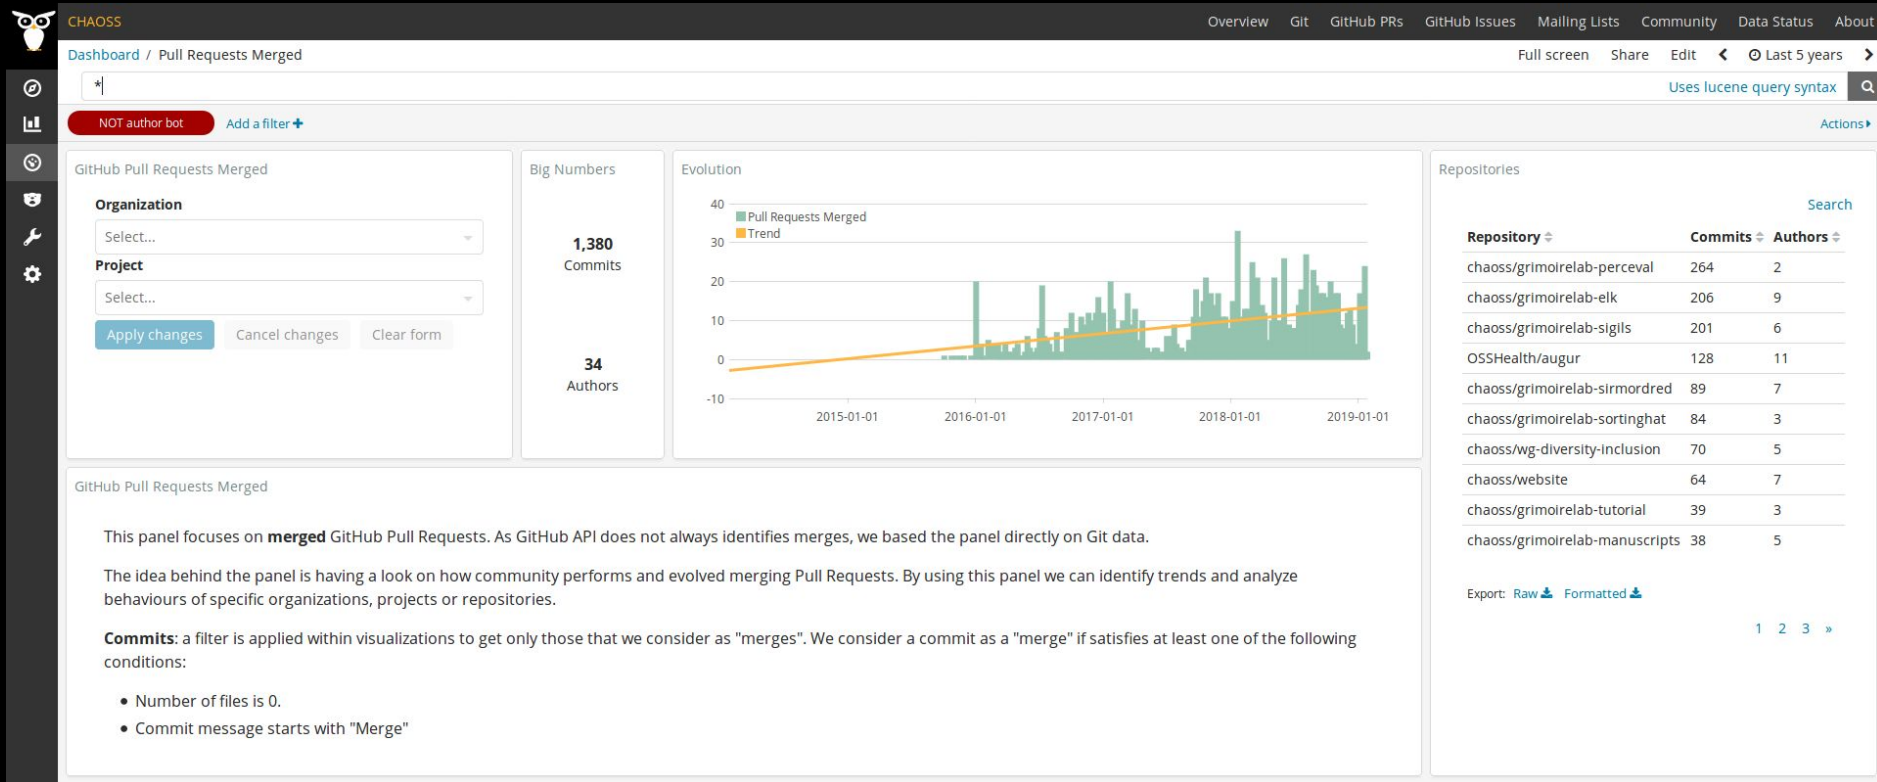 CHAOSS
Overview Git GitHub PRs GitHub Issues Mailing Lists Community Data Status About
Dashboard / Pull Requests Merged
Full screen Share Edit Last 5 years
*
Uses lucene query syntax
NOT author bot
Add a filter +
Actions
GitHub Pull Requests Merged
Organization
Select...
Project
Select...
Apply changes Cancel changes Clear form
Big Numbers
1,380
Commits
34
Authors
Evolution
Pull Requests Merged
Trend
40
30
20
10
0
-10
2015-01-01 2016-01-01 2017-01-01 2018-01-01 2019-01-01
Repositories
Search
Repository Commits Authors
chaoss/grimoirelab-perceval 264 2
chaoss/grimoirelab-elk 206 9
chaoss/grimoirelab-sigils 201 6
OSSHealth/augur 128 11
chaoss/grimoirelab-sirmordred 89 7
chaoss/grimoirelab-sortinghat 84 3
chaoss/wg-diversity-inclusion 70 5
chaoss/website 64 7
chaoss/grimoirelab-tutorial 39 3
chaoss/grimoirelab-manuscripts 38 5
Export: Raw Formatted
1 2 3 »
GitHub Pull Requests Merged
This panel focuses on merged GitHub Pull Requests. As GitHub API does not always identifies merges, we based the panel directly on Git data.
The idea behind the panel is having a look on how community performs and evolved merging Pull Requests. By using this panel we can identify trends and analyze
behaviours of specific organizations, projects or repositories.
Commits: a filter is applied within visualizations to get only those that we consider as "merges". We consider a commit as a "merge" if satisfies at least one of the following
conditions:
• Number of files is 0.
• Commit message starts with "Merge"